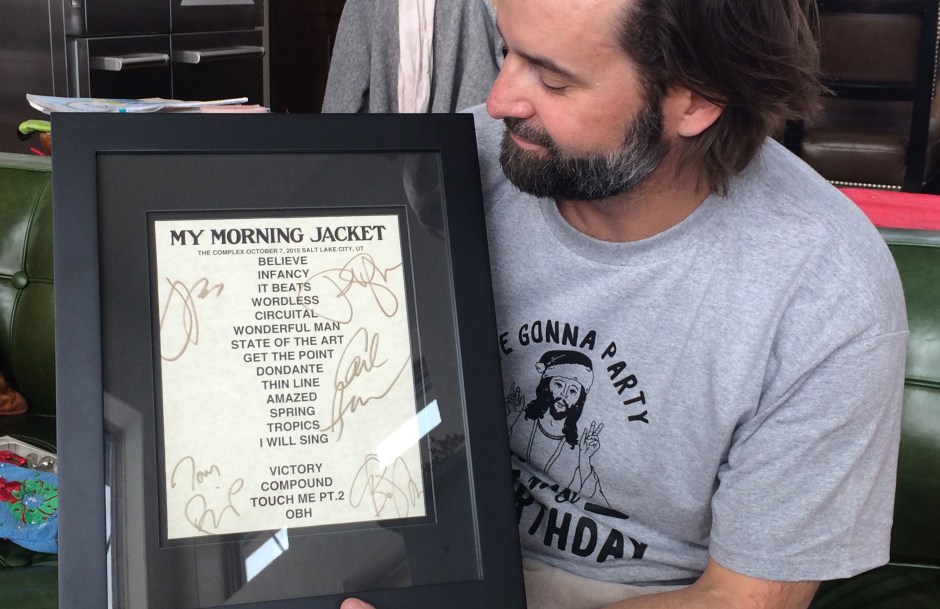 MY MORNING JACKET
THE COMPLEX OCTOBER 7, 2015 SALT LAKE CITY, UT
BELIEVE
INFANCY
IT BEATS
WORDLESS
CIRCUITAL
WONDERFUL MAN
STATE OF THE ART
GET THE POINT
DONDANTE
THIN LINE
AMAZED
SPRING
TROPICS
I WILL SING
VICTORY
COMPOUND
TOUCH ME PT.2
OBH
Tom
GONNA PARTY